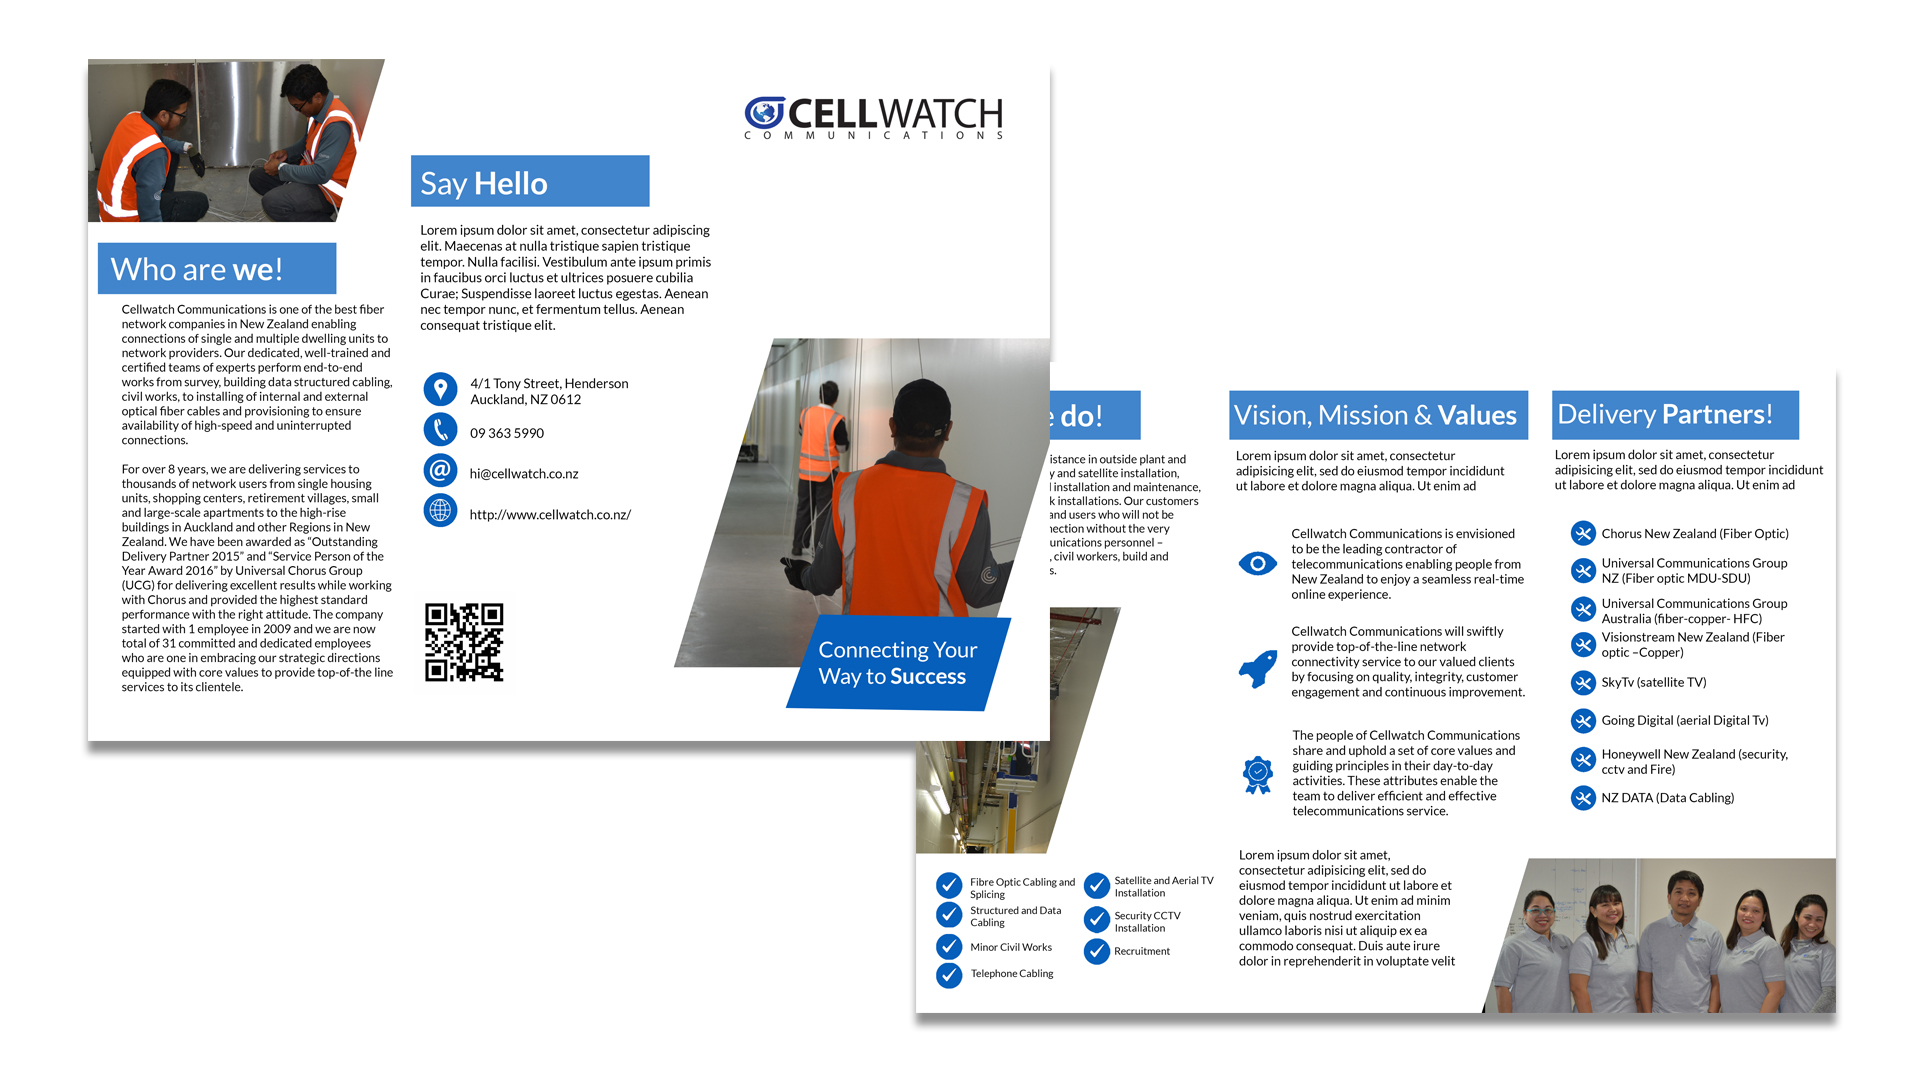 Who are we!
Cellwatch Communications is one of the best fiber
network companies in New Zealand enabling
connections of single and multiple dwelling units to
network providers. Our dedicated, well-trained and
certified teams of experts perform end-to-end
works from survey, building data structured cabling,
civil works, to installing of internal and external
optical fiber cables and provisioning to ensure
availability of high-speed and uninterrupted
connections.
For over 8 years, we are delivering services to
thousands of network users from single housing
units, shopping centers, retirement villages, small
and large-scale apartments to the high-rise
buildings in Auckland and other Regions in New
Zealand. We have been awarded as “Outstanding
Delivery Partner 2015” and “Service Person of the
Year Award 2016” by Universal Chorus Group
(UCG) for delivering excellent results while working
with Chorus and provided the highest standard
performance with the right attitude. The company
started with 1 employee in 2009 and we are now
total of 31 committed and dedicated employees
who are one in embracing our strategic directions
equipped with core values to provide top-of-the line
services to its clientele.
Say Hello
Lorem ipsum dolor sit amet, consectetur adipiscing
elit. Maecenas at nulla tristique sapien tristique
tempor. Nulla facilisi. Vestibulum ante ipsum primis
in faucibus orci luctus et ultrices posuere cubilia
Curae; Suspendisse laoreet luctus egestas. Aenean
nec tempor nunc, et fermentum tellus. Aenean
consequat tristique elit.
4/1 Tony Street, Henderson
Auckland, NZ 0612
09 363 5990
hi@cellwatch.co.nz
http://www.cellwatch.co.nz/
CELLWATCH
COMMUNICATIONS
Connecting Your
Way to Success
do!
istance in outside plant and
y and satellite installation,
installation and maintenance,
k installations. Our customers
and users who will not be
nection without the very
unications personnel –
, civil workers, build and
s.
Fibre Optic Cabling and
Splicing
Structured and Data
Cabling
Minor Civil Works
Telephone Cabling
Satellite and Aerial TV
Installation
Security CCTV
Installation
Recruitment
Vision, Mission & Values
Lorem ipsum dolor sit amet, consectetur
adipisicing elit, sed do eiusmod tempor incididunt
ut labore et dolore magna aliqua. Ut enim ad
Cellwatch Communications is envisioned
to be the leading contractor of
telecommunications enabling people from
New Zealand to enjoy a seamless real-time
online experience.
Cellwatch Communications will swiftly
provide top-of-the-line network
connectivity service to our valued clients
by focusing on quality, integrity, customer
engagement and continuous improvement.
The people of Cellwatch Communications
share and uphold a set of core values and
guiding principles in their day-to-day
activities. These attributes enable the
team to deliver efficient and effective
telecommunications service.
Lorem ipsum dolor sit amet,
consectetur adipisicing elit, sed do
eiusmod tempor incididunt ut labore et
dolore magna aliqua. Ut enim ad minim
veniam, quis nostrud exercitation
ullamco laboris nisi ut aliquip ex ea
commodo consequat. Duis aute irure
dolor in reprehenderit in voluptate velit
Delivery Partners!
Lorem ipsum dolor sit amet, consectetur
adipisicing elit, sed do eiusmod tempor incididunt
ut labore et dolore magna aliqua. Ut enim ad
Chorus New Zealand (Fiber Optic)
Universal Communications Group
NZ (Fiber optic MDU-SDU)
Universal Communications Group
Australia (fiber-copper- HFC)
Visionstream New Zealand (Fiber
optic –Copper)
SkyTv (satellite TV)
Going Digital (aerial Digital Tv)
Honeywell New Zealand (security,
cctv and Fire)
NZ DATA (Data Cabling)